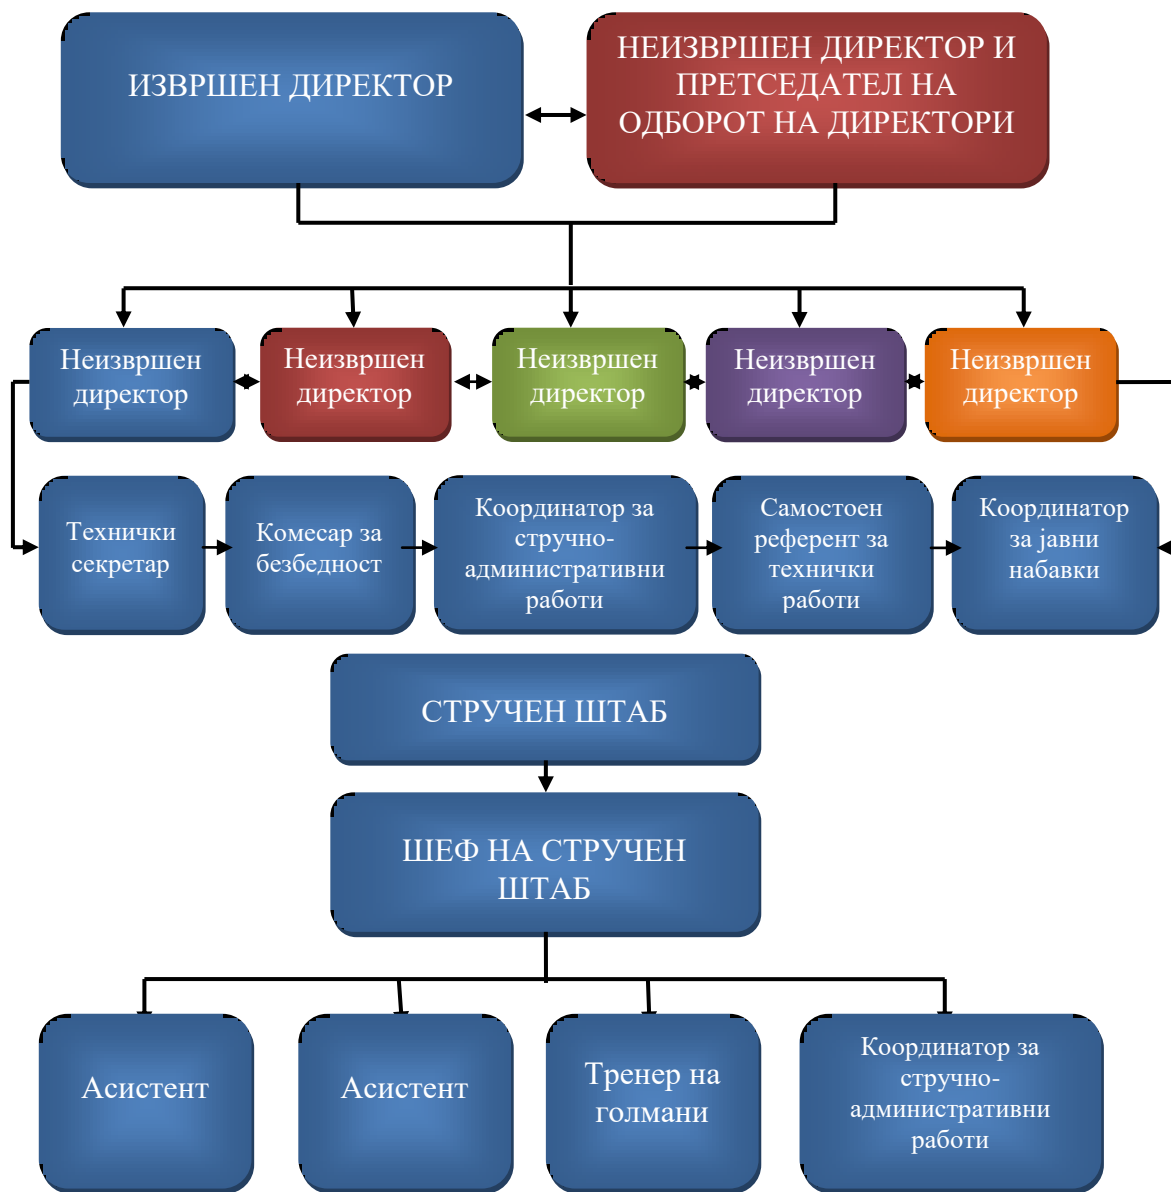 ИЗВРШЕН ДИРЕКТОР
НЕИЗВРШЕН ДИРЕКТОР И
ПРЕТСЕДАТЕЛ НА
ОДБОРОТ НА ДИРЕКТОРИ
Неизвршен
директор
Неизвршен
директор
Неизвршен
директор
Неизвршен
директор
Неизвршен
директор
Технички
секретар
Комесар за
безбедност
Координатор за
стручно-
административни
работи
Самостоен
референт за
технички
работи
Координатор
за јавни
набавки
СТРУЧЕН ШТАБ
ШЕФ НА СТРУЧЕН
ШТАБ
Асистент
Асистент
Тренер на
голмани
Координатор за
стручно-
административни
работи